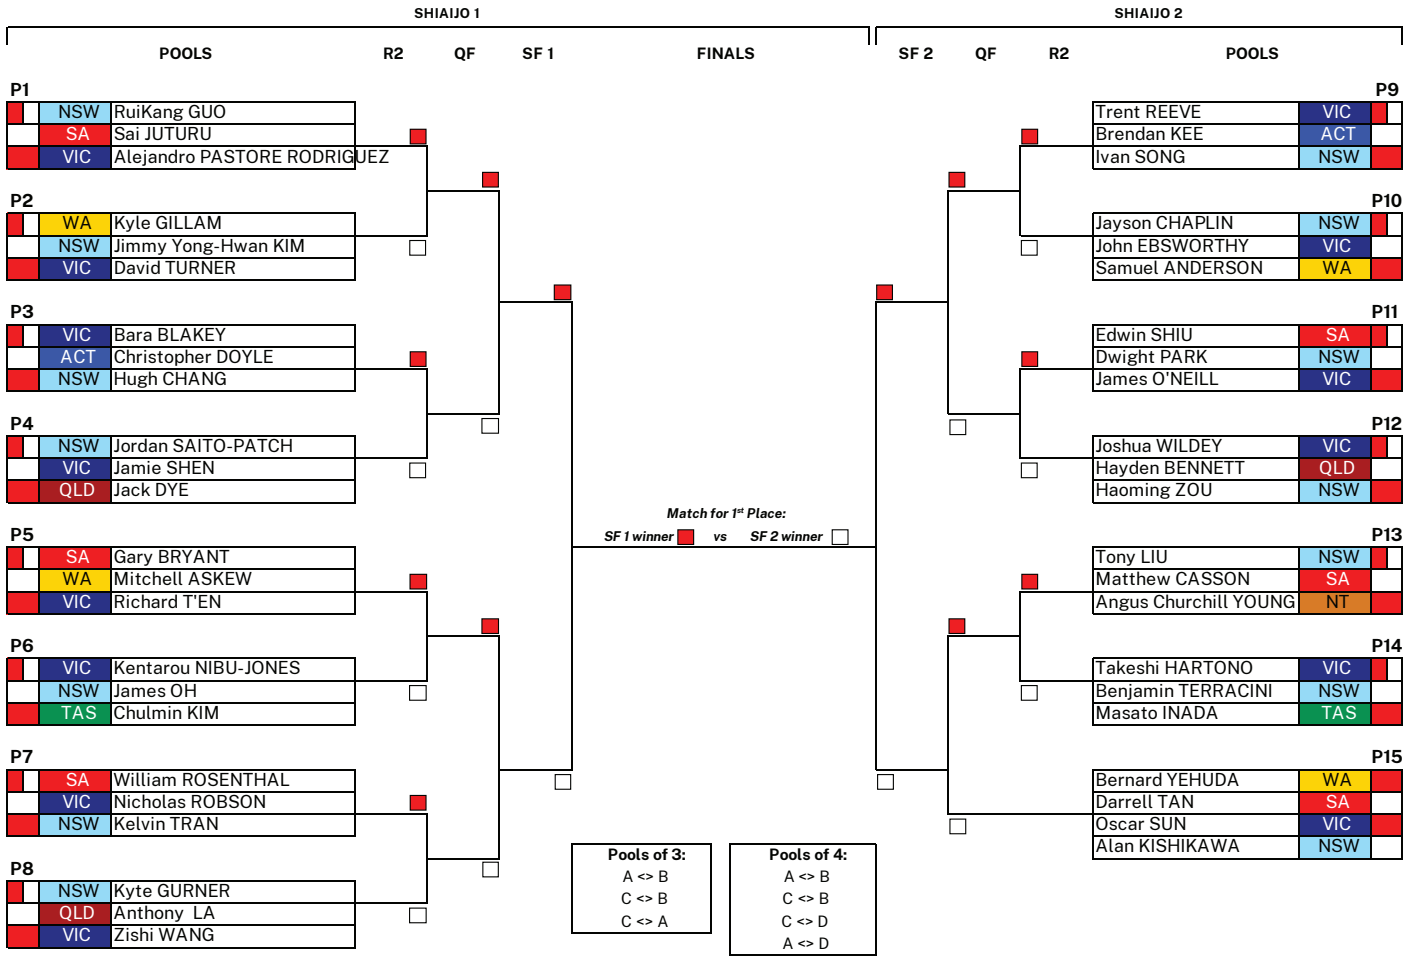 SHIAIJO 1
SHIAIJO 2
POOLS R2 QF SF 1 FINALS SF 2 QF R2 POOLS
P1
NSW RuiKang GUO
SA Sai JUTURU
VIC Alejandro PASTORE RODRIGUEZ
P2
WA Kyle GILLAM
NSW Jimmy Yong-Hwan KIM
VIC David TURNER
P3
VIC Bara BLAKEY
ACT Christopher DOYLE
NSW Hugh CHANG
P4
NSW Jordan SAITO-PATCH
VIC Jamie SHEN
QLD Jack DYE
P5
SA Gary BRYANT
WA Mitchell ASKEW
VIC Richard T'EN
P6
VIC Kentarou NIBU-JONES
NSW James OH
TAS Chulmin KIM
P7
SA William ROSENTHAL
VIC Nicholas ROBSON
NSW Kelvin TRAN
P8
NSW Kyte GURNER
QLD Anthony LA
VIC Zishi WANG
Match for 1st Place:
SF 1 winner vs SF 2 winner
Pools of 3:
A <> B
C <> B
C <> A
Pools of 4:
A <> B
C <> B
C <> D
A <> D
P9
Trent REEVE VIC
Brendan KEE ACT
Ivan SONG NSW
P10
Jayson CHAPLIN NSW
John EBSWORTHY VIC
Samuel ANDERSON WA
P11
Edwin SHIU SA
Dwight PARK NSW
James O'NEILL VIC
P12
Joshua WILDEY VIC
Hayden BENNETT QLD
Haoming ZOU NSW
P13
Tony LIU NSW
Matthew CASSON SA
Angus Churchill YOUNG NT
P14
Takeshi HARTONO VIC
Benjamin TERRACINI NSW
Masato INADA TAS
P15
Bernard YEHUDA WA
Darrell TAN SA
Oscar SUN VIC
Alan KISHIKAWA NSW